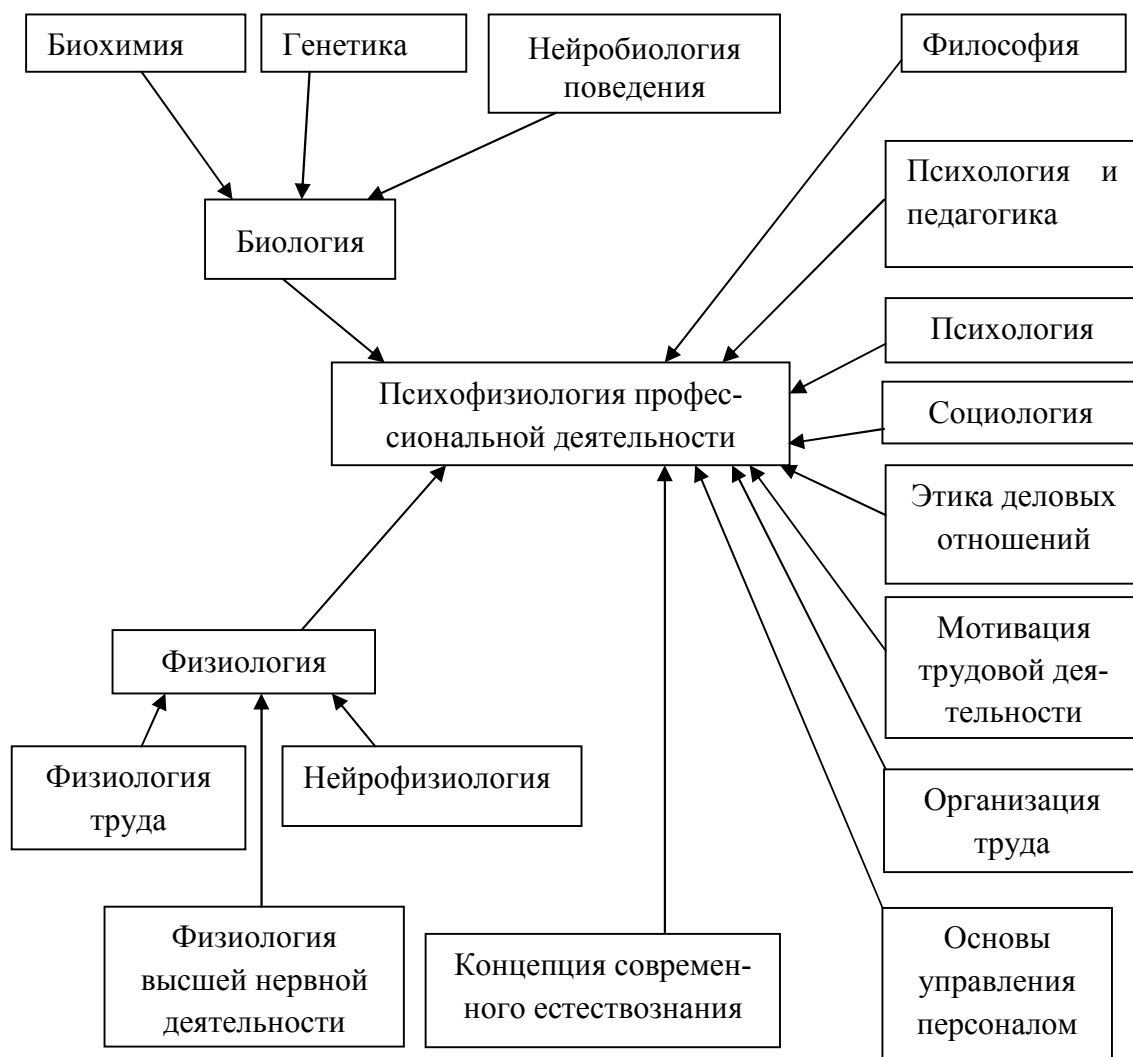 Биохимия
Генетика
Нейробиология
поведения
Философия
Психология и
педагогика
Биология
Психология
Психофизиология профес-
сиональной деятельности
Социология
Этика деловых
отношений
Мотивация
трудовой дея-
тельности
Физиология
Физиология
труда
Нейрофизиология
Организация
труда
Физиология
высшей нервной
деятельности
Концепция современ-
ного естествознания
Основы
управления
персоналом